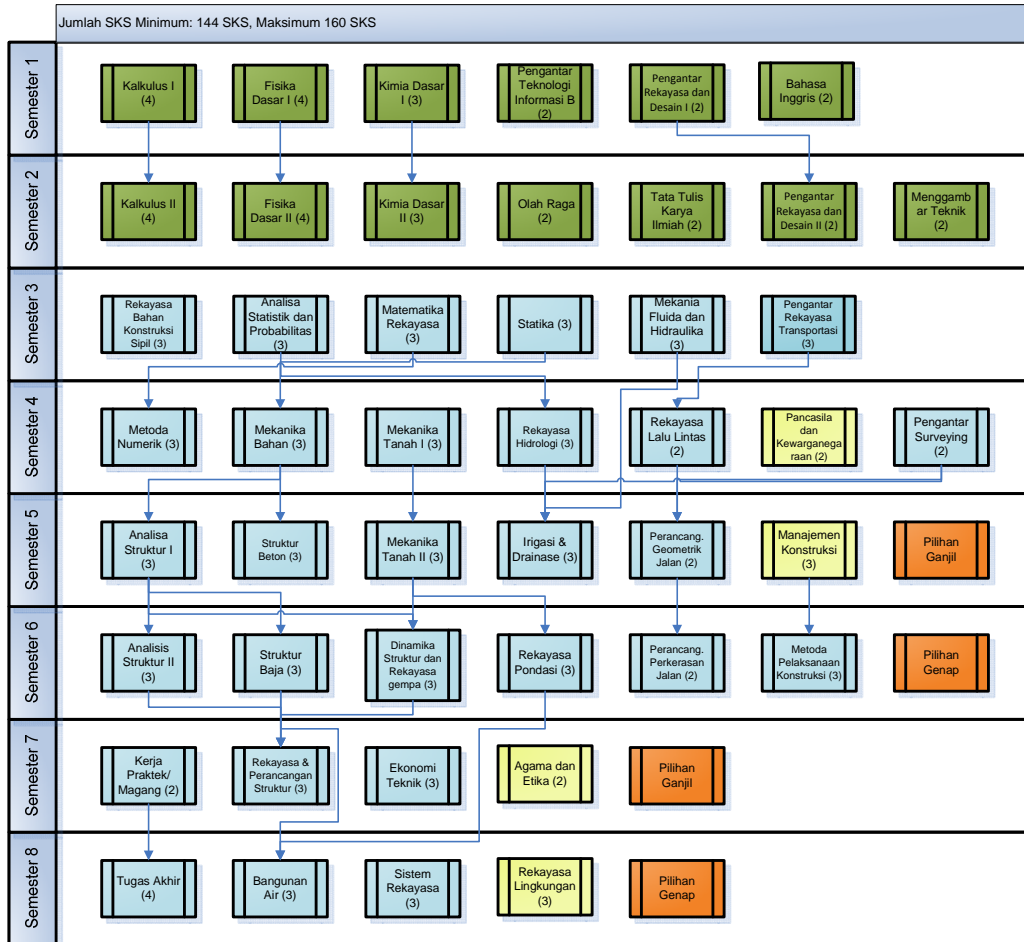 Jumlah SKS Minimum: 144 SKS, Maksimum 160 SKS
Semester 1
Kalkulus I
(4)
Fisika
Dasar I (4)
Kimia Dasar
I (3)
Pengantar
Teknologi
Informasi B
(2)
Pengantar
Rekayasa dan
Desain I (2)
Bahasa
Inggris (2)
Semester 2
Kalkulus II
(4)
Fisika
Dasar II (4)
Kimia Dasar
II (3)
Olah Raga
(2)
Tata Tulis
Karya
Ilmiah (2)
Pengantar
Rekayasa dan
Desain II (2)
Menggamb
ar Teknik
(2)
Semester 3
Rekayasa
Bahan
Konstruksi
Sipil (3)
Analisa
Statistik dan
Probabilitas
(3)
Matematika
Rekayasa
(3)
Statika (3)
Mekania
Fluida dan
Hidraulika
(3)
Pengantar
Rekayasa
Transportasi
(3)
Semester 4
Metoda
Numerik (3)
Mekanika
Bahan (3)
Mekanika
Tanah I (3)
Rekayasa
Hidrologi (3)
Rekayasa
Lalu Lintas
(2)
Pancasila
dan
Kewarganega
raan (2)
Pengantar
Surveying
(2)
Semester 5
Analisa
Struktur I
(3)
Struktur
Beton (3)
Mekanika
Tanah II (3)
Irigasi &
Drainase (3)
Perancang.
Geometrik
Jalan (2)
Manajemen
Konstruksi
(3)
Pilihan
Ganjil
Semester 6
Analisis
Struktur II
(3)
Struktur
Baja (3)
Dinamika
Struktur dan
Rekayasa
gempa (3)
Rekayasa
Pondasi (3)
Perancang.
Perkerasan
Jalan (2)
Metoda
Pelaksanaan
Konstruksi (3)
Pilihan
Genap
Semester 7
Kerja
Praktek/
Magang (2)
Rekayasa &
Perancangan
Struktur (3)
Ekonomi
Teknik (3)
Agama dan
Etika (2)
Pilihan
Ganjil
Semester 8
Tugas Akhir
(4)
Bangunan
Air (3)
Sistem
Rekayasa
(3)
Rekayasa
Lingkungan
(3)
Pilihan
Genap